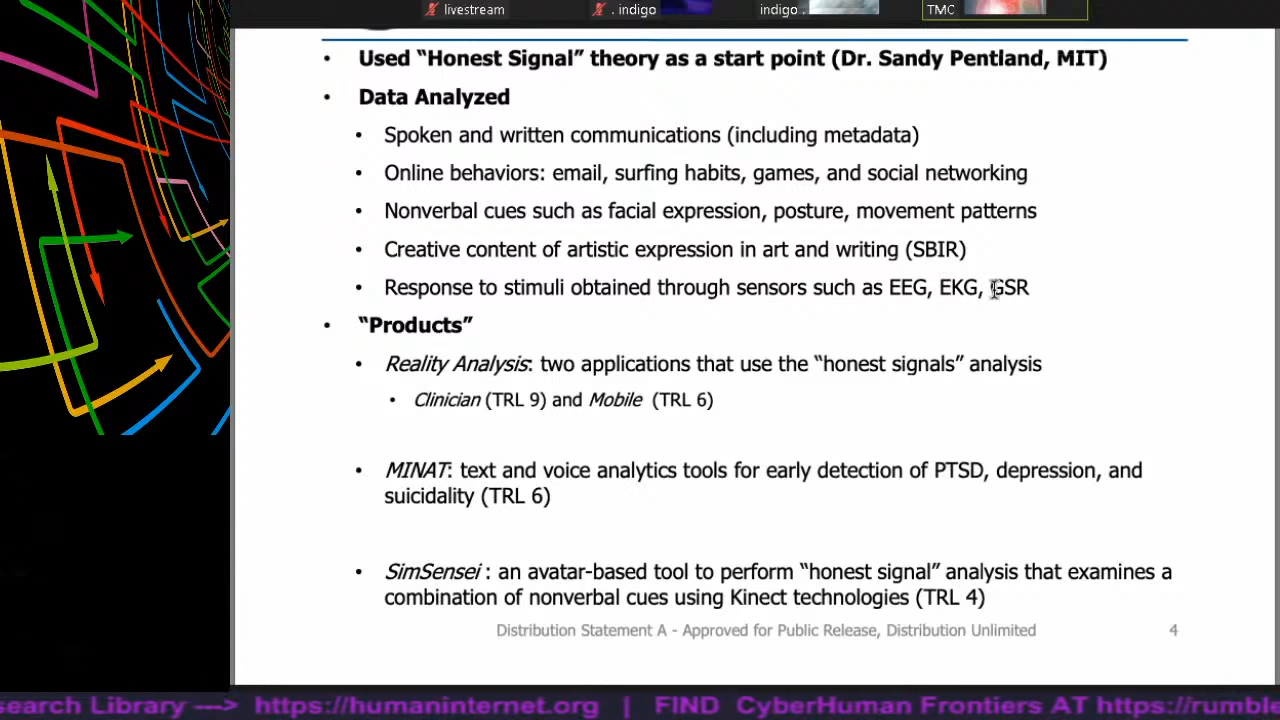 livestream
. indigo
indigo .
TMC
• Used “Honest Signal” theory as a start point (Dr. Sandy Pentland, MIT)
• Data Analyzed
• Spoken and written communications (including metadata)
• Online behaviors: email, surfing habits, games, and social networking
• Nonverbal cues such as facial expression, posture, movement patterns
• Creative content of artistic expression in art and writing (SBIR)
• Response to stimuli obtained through sensors such as EEG, EKG, GSR
• “Products”
• Reality Analysis: two applications that use the “honest signals” analysis
• Clinician (TRL 9) and Mobile (TRL 6)
• MINAT: text and voice analytics tools for early detection of PTSD, depression, and
suicidality (TRL 6)
• SimSensei : an avatar-based tool to perform “honest signal” analysis that examines a
combination of nonverbal cues using Kinect technologies (TRL 4)
Distribution Statement A - Approved for Public Release, Distribution Unlimited
4
search Library ---> https://humaninternet.org | FIND CyberHuman Frontiers AT https://rumble